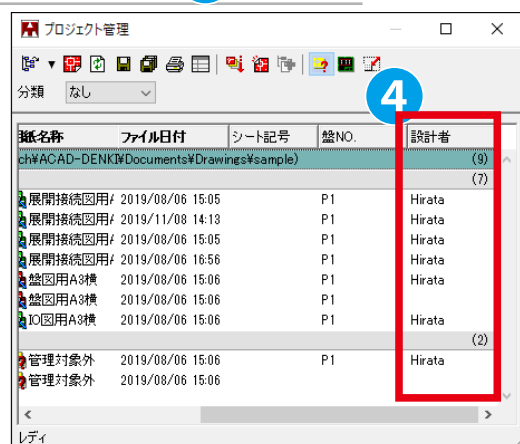 プロジェクト管理
分類 なし
4
紙名称 ファイル日付 シート記号 盤NO. 設計者
ch¥ACAD-DENKI¥Documents¥Drawings¥sample) (9)
(7)
展開接続図用A 2019/08/06 15:05 P1 Hirata
展開接続図用A 2019/11/08 14:13 P1 Hirata
展開接続図用A 2019/08/06 15:05 P1 Hirata
展開接続図用A 2019/08/06 16:56 P1 Hirata
盤図用A3横 2019/08/06 15:06 P1 Hirata
盤図用A3横 2019/08/06 15:06 P1
IO図用A3横 2019/08/06 15:06 P1 Hirata
(2)
管理対象外 2019/08/06 15:06 P1 Hirata
管理対象外 2019/08/06 15:06
レディ